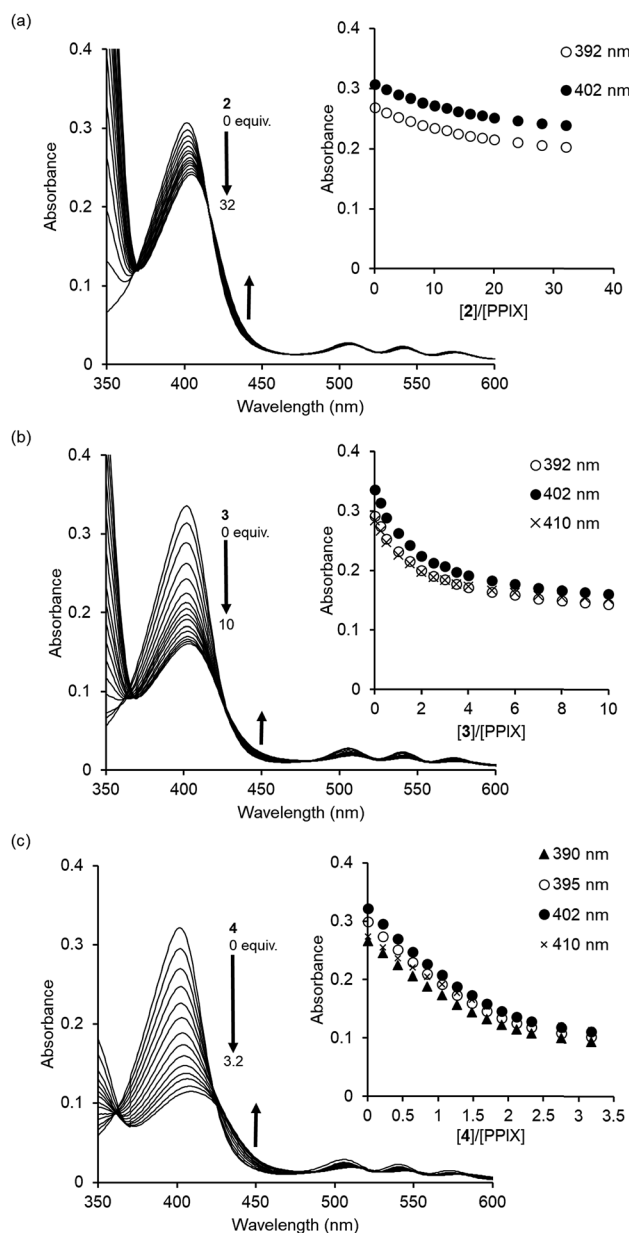 (a)
0.4
0.3
0.2
0.1
0
Absorbance
350 400 450 500 550 600
Wavelength (nm)
2
0 equiv.
32
0.4
0.3
0.2
0.1
0
Absorbance
0 10 20 30 40
[2]/[PPIX]
392 nm
402 nm
(b)
0.4
0.3
0.2
0.1
0
Absorbance
350 400 450 500 550 600
Wavelength (nm)
3
0 equiv.
10
0.4
0.3
0.2
0.1
0
Absorbance
0 2 4 6 8 10
[3]/[PPIX]
392 nm
402 nm
410 nm
(c)
0.4
0.3
0.2
0.1
0
Absorbance
350 400 450 500 550 600
Wavelength (nm)
4
0 equiv.
3.2
0.4
0.3
0.2
0.1
0
Absorbance
0 0.5 1 1.5 2 2.5 3 3.5
[4]/[PPIX]
390 nm
395 nm
402 nm
410 nm